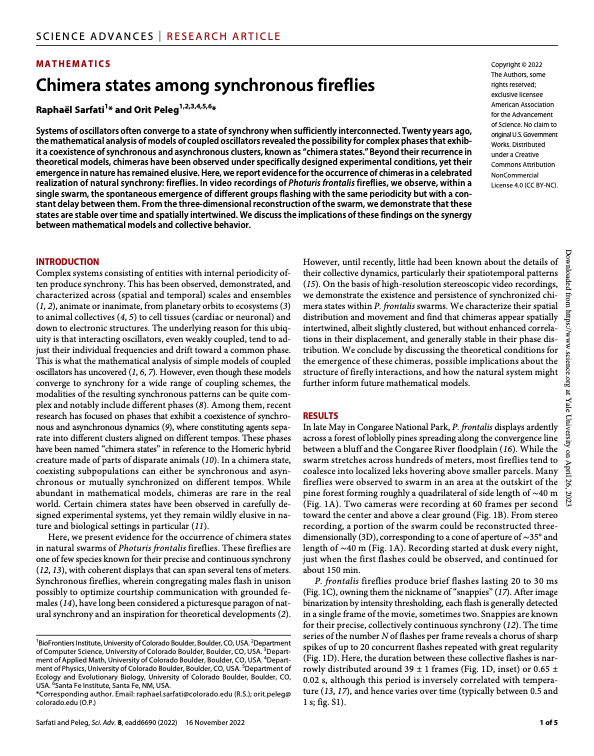 SCIENCE ADVANCES | RESEARCH ARTICLE
MATHEMATICS
Chimera states among synchronous fireflies
Raphaël Sarfati1* and Orit Peleg1,2,3,4,5,6*
Systems of oscillators often converge to a state of synchrony when sufficiently interconnected. Twenty years ago,
the mathematical analysis of models of coupled oscillators revealed the possibility for complex phases that exhib-
it a coexistence of synchronous and asynchronous clusters, known as “chimera states.” Beyond their recurrence in
theoretical models, chimeras have been observed under specifically designed experimental conditions, yet their
emergence in nature has remained elusive. Here, we report evidence for the occurrence of chimeras in a celebrated
realization of natural synchrony: fireflies. In video recordings of Photuris frontalis fireflies, we observe, within a
single swarm, the spontaneous emergence of different groups flashing with the same periodicity but with a con-
stant delay between them. From the three-dimensional reconstruction of the swarm, we demonstrate that these
states are stable over time and spatially intertwined. We discuss the implications of these findings on the synergy
between mathematical models and collective behavior.
Copyright © 2022
The Authors, some
rights reserved;
exclusive licensee
American Association
for the Advancement
of Science. No claim to
original U.S. Government
Works. Distributed
under a Creative
Commons Attribution
NonCommercial
License 4.0 (CC BY-NC).
INTRODUCTION
Complex systems consisting of entities with internal periodicity of-
ten produce synchrony. This has been observed, demonstrated, and
characterized across (spatial and temporal) scales and ensembles
(1, 2), animate or inanimate, from planetary orbits to ecosystems (3)
to animal collectives (4, 5) to cell tissues (cardiac or neuronal) and
down to electronic structures. The underlying reason for this ubiq-
uity is that interacting oscillators, even weakly coupled, tend to ad-
just their individual frequencies and drift toward a common phase.
This is what the mathematical analysis of simple models of coupled
oscillators has uncovered (1, 6, 7). However, even though these models
converge to synchrony for a wide range of coupling schemes, the
modalities of the resulting synchronous patterns can be quite com-
plex and notably include different phases (8). Among them, recent
research has focused on phases that exhibit a coexistence of synchro-
nous and asynchronous dynamics (9), where constituting agents sepa-
rate into different clusters aligned on different tempos. These phases
have been named “chimera states” in reference to the Homeric hybrid
creature made of parts of disparate animals (10). In a chimera state,
coexisting subpopulations can either be synchronous and asyn-
chronous or mutually synchronized on different tempos. While
abundant in mathematical models, chimeras are rare in the real
world. Certain chimera states have been observed in carefully de-
signed experimental systems, yet they remain wildly elusive in na-
ture and biological settings in particular (11).
Here, we present evidence for the occurrence of chimera states
in natural swarms of Photuris frontalis fireflies. These fireflies are
one of few species known for their precise and continuous synchrony
(12, 13), with coherent displays that can span several tens of meters.
Synchronous fireflies, wherein congregating males flash in unison
possibly to optimize courtship communication with grounded fe-
males (14), have long been considered a picturesque paragon of nat-
ural synchrony and an inspiration for theoretical developments (2).
1BioFrontiers Institute, University of Colorado Boulder, Boulder, CO, USA. 2Department
of Computer Science, University of Colorado Boulder, Boulder, CO, USA. 3Depart-
ment of Applied Math, University of Colorado Boulder, Boulder, CO, USA. 4Depart-
ment of Physics, University of Colorado Boulder, Boulder, CO, USA. 5Department of
Ecology and Evolutionary Biology, University of Colorado Boulder, Boulder, CO,
USA. 6Santa Fe Institute, Santa Fe, NM, USA.
*Corresponding author. Email: raphael.sarfati@colorado.edu (R.S.); orit.peleg@
colorado.edu (O.P.)
However, until recently, little had been known about the details of
their collective dynamics, particularly their spatiotemporal patterns
(15). On the basis of high-resolution stereoscopic video recordings,
we demonstrate the existence and persistence of synchronized chi-
mera states within P. frontalis swarms. We characterize their spatial
distribution and movement and find that chimeras appear spatially
intertwined, albeit slightly clustered, but without enhanced correla-
tions in their displacement, and generally stable in their phase dis-
tribution. We conclude by discussing the theoretical conditions for
the emergence of these chimeras, possible implications about the
structure of firefly interactions, and how the natural system might
further inform future mathematical models.
RESULTS
In late May in Congaree National Park, P. frontalis displays ardently
across a forest of loblolly pines spreading along the convergence line
between a bluff and the Congaree River floodplain (16). While the
swarm stretches across hundreds of meters, most fireflies tend to
coalesce into localized leks hovering above smaller parcels. Many
fireflies were observed to swarm in an area at the outskirt of the
pine forest forming roughly a quadrilateral of side length of ~40 m
(Fig. 1A). Two cameras were recording at 60 frames per second
toward the center and above a clear ground (Fig. 1B). From stereo
recording, a portion of the swarm could be reconstructed three-
dimensionally (3D), corresponding to a cone of aperture of ~35° and
length of ~40 m (Fig. 1A). Recording started at dusk every night,
just when the first flashes could be observed, and continued for
about 150 min.
P. frontalis fireflies produce brief flashes lasting 20 to 30 ms
(Fig. 1C), owning them the nickname of “snappies” (17). After image
binarization by intensity thresholding, each flash is generally detected
in a single frame of the movie, sometimes two. Snappies are known
for their precise, collectively continuous synchrony (12). The time
series of the number N of flashes per frame reveals a chorus of sharp
spikes of up to 20 concurrent flashes repeated with great regularity
(Fig. 1D). Here, the duration between these collective flashes is nar-
rowly distributed around 39 ± 1 frames (Fig. 1D, inset) or 0.65 ±
0.02 s, although this period is inversely correlated with tempera-
ture (13, 17), and hence varies over time (typically between 0.5 and
1 s; fig. S1).
Downloaded from https://www.science.org at Yale University on April 26, 2023
Sarfati and Peleg, Sci. Adv. 8, eadd6690 (2022) 16 November 2022
1 of 5